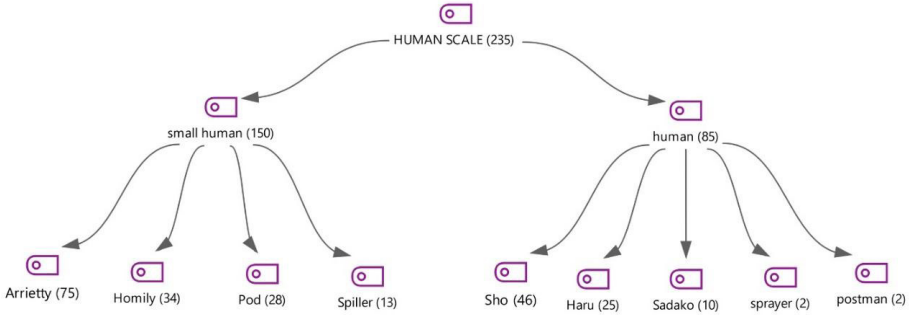 HUMAN SCALE (235)
small human (150)
human (85)
Arrietty (75)
Homily (34)
Pod (28)
Spiller (13)
Sho (46)
Haru (25)
Sadako (10)
sprayer (2)
postman (2)